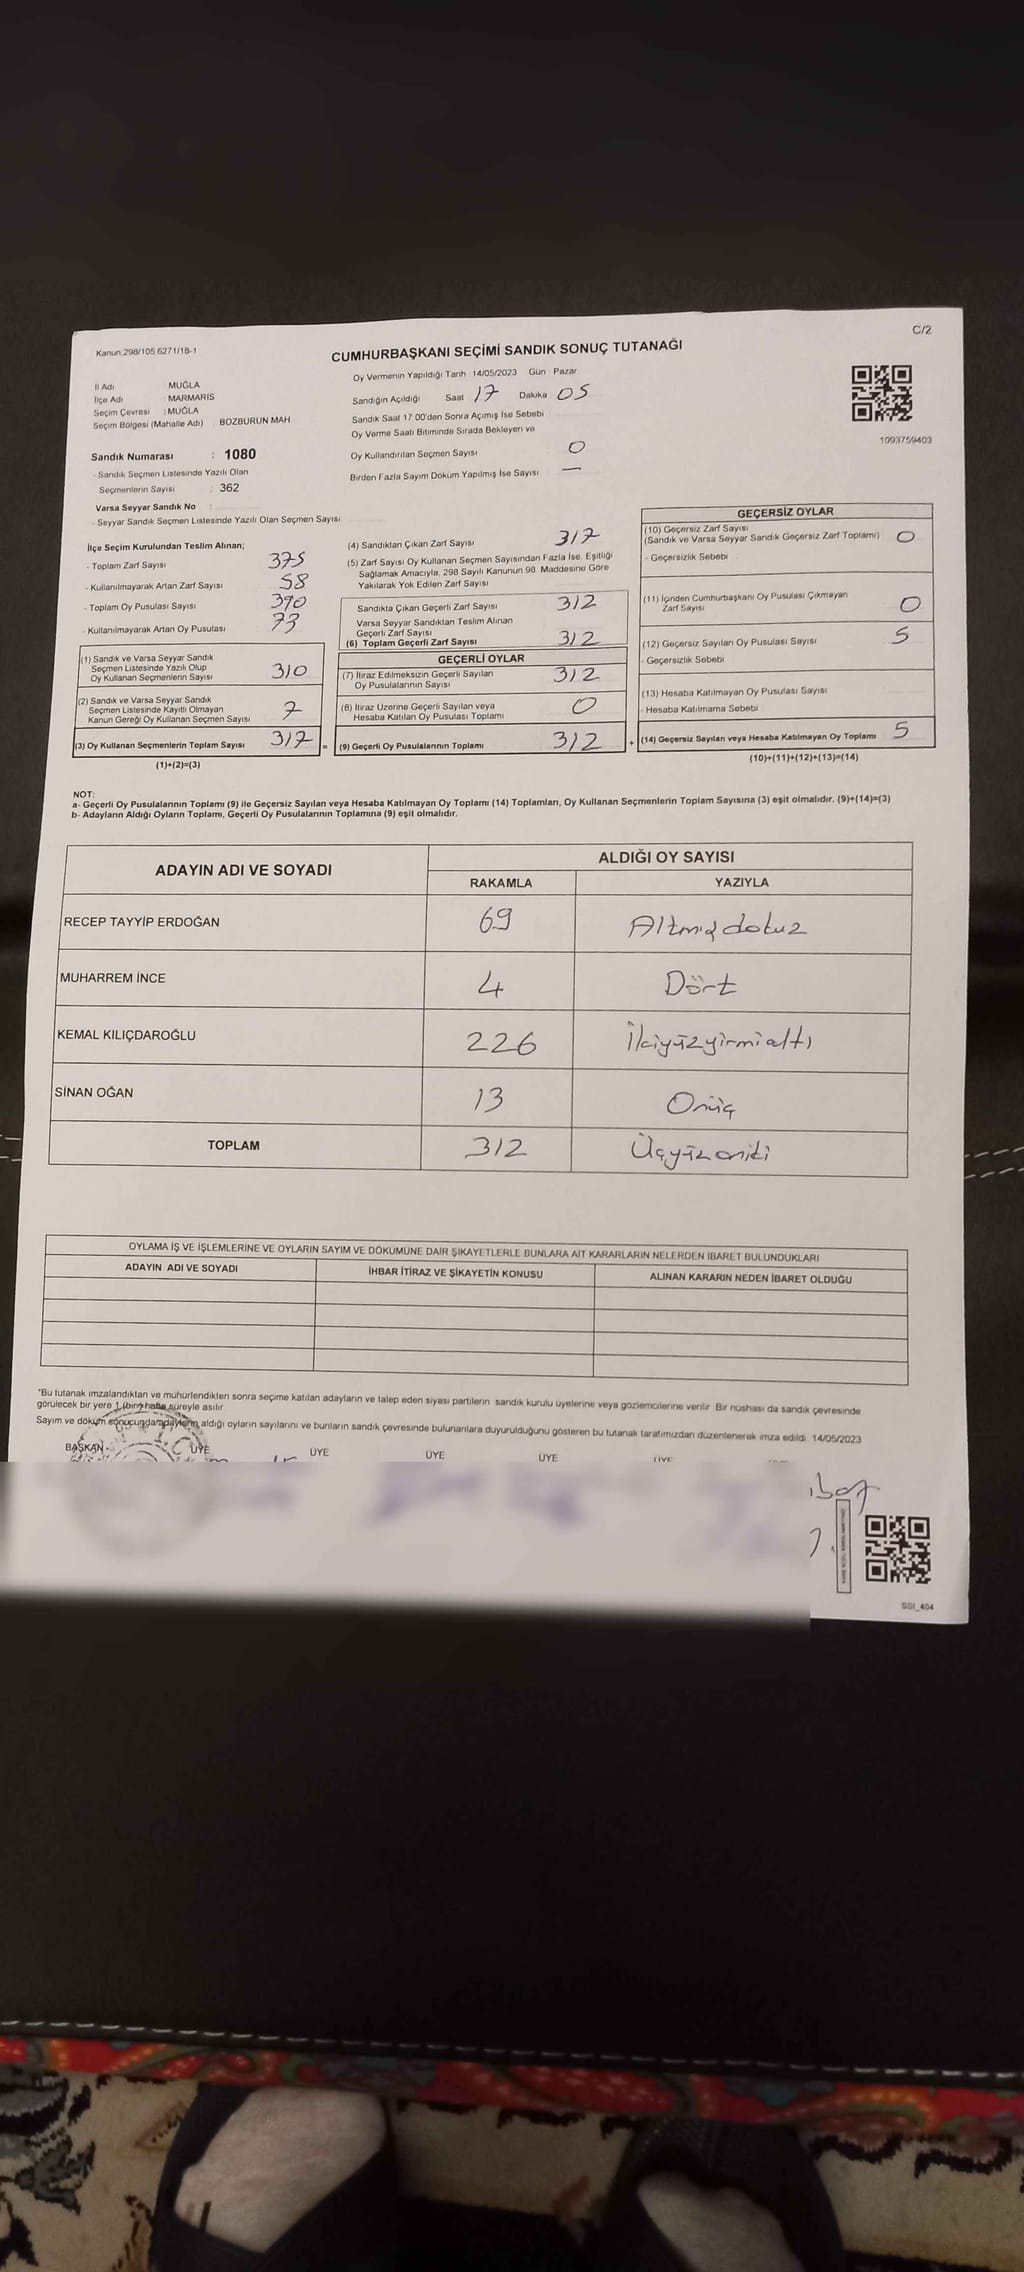 C/2
Kanun:298/105;6271/18-1
CUMHURBAŞKANI SEÇİMİ SANDIK SONUÇ TUTANAĞI
İl Adı MUĞLA
İlçe Adı MARMARİS
Seçim Çevresi : MUĞLA
Seçim Bölgesi (Mahalle Adı) BOZBURUN MAH
Sandık Numarası : 1080
- Sandık Seçmen Listesinde Yazılı Olan
Seçmenlerin Sayısı : 362
Varsa Seyyar Sandık No :
- Seyyar Sandık Seçmen Listesinde Yazılı Olan Seçmen Sayısı
Oy Vermenin Yapıldığı Tarih 14/05/2023 Gün Pazar
Sandığın Açıldığı Saat 17 Dakika 05
Sandık Saat 17.00'den Sonra Açılmış İse Sebebi
Oy Verme Saati Bitiminde Sırada Bekleyen ve
Oy Kullandırılan Seçmen Sayısı 0
Birden Fazla Sayım Döküm Yapılmış İse Sayısı —
1093759403
İlçe Seçim Kurulundan Teslim Alınan;
- Toplam Zarf Sayısı 375
- Kullanılmayarak Artan Zarf Sayısı 58
- Toplam Oy Pusulası Sayısı 390
- Kullanılmayarak Artan Oy Pusulası 73
(1) Sandık ve Varsa Seyyar Sandık
Seçmen Listesinde Yazılı Olup
Oy Kullanan Seçmenlerin Sayısı 310
(2) Sandık ve Varsa Seyyar Sandık
Seçmen Listesinde Kayıtlı Olmayan
Kanun Gereği Oy Kullanan Seçmen Sayısı 7
(3) Oy Kullanan Seçmenlerin Toplam Sayısı 317 =
(1)+(2)=(3)
(4) Sandıktan Çıkan Zarf Sayısı 317
(5) Zarf Sayısı Oy Kullanan Seçmen Sayısından Fazla İse, Eşitliği
Sağlamak Amacıyla, 298 Sayılı Kanunun 98. Maddesine Göre
Yakılarak Yok Edilen Zarf Sayısı
Sandıkta Çıkan Geçerli Zarf Sayısı 312
Varsa Seyyar Sandıktan Teslim Alınan
Geçerli Zarf Sayısı
(6) Toplam Geçerli Zarf Sayısı 312
GEÇERLİ OYLAR
(7) İtiraz Edilmeksizin Geçerli Sayılan
Oy Pusulalarının Sayısı 312
(8) İtiraz Üzerine Geçerli Sayılan veya
Hesaba Katılan Oy Pusulası Toplamı 0
(9) Geçerli Oy Pusulalarının Toplamı 312 +
GEÇERSİZ OYLAR
(10) Geçersiz Zarf Sayısı
(Sandık ve Varsa Seyyar Sandık Geçersiz Zarf Toplamı) 0
- Geçersizlik Sebebi
(11) İçinden Cumhurbaşkanı Oy Pusulası Çıkmayan
Zarf Sayısı 0
(12) Geçersiz Sayılan Oy Pusulası Sayısı 5
- Geçersizlik Sebebi
(13) Hesaba Katılmayan Oy Pusulası Sayısı
- Hesaba Katılmama Sebebi
(14) Geçersiz Sayılan veya Hesaba Katılmayan Oy Toplamı 5
(10)+(11)+(12)+(13)=(14)
NOT:
a- Geçerli Oy Pusulalarının Toplamı (9) ile Geçersiz Sayılan veya Hesaba Katılmayan Oy Toplamı (14) Toplamları, Oy Kullanan Seçmenlerin Toplam Sayısına (3) eşit olmalıdır. (9)+(14)=(3)
b- Adayların Aldığı Oyların Toplamı, Geçerli Oy Pusulalarının Toplamına (9) eşit olmalıdır.
ADAYIN ADI VE SOYADI ALDIĞI OY SAYISI
RAKAMLA YAZIYLA
RECEP TAYYİP ERDOĞAN 69 Altmış dokuz
MUHARREM İNCE 4 Dört
KEMAL KILIÇDAROĞLU 226 İkiyüzyirmialtı
SİNAN OĞAN 13 Onüç
TOPLAM 312 Üçyüzoniki
OYLAMA İŞ VE İŞLEMLERİNE VE OYLARIN SAYIM VE DÖKÜMÜNE DAİR ŞİKAYETLERLE BUNLARA AİT KARARLARIN NELERDEN İBARET BULUNDUKLARI
ADAYIN ADI VE SOYADI İHBAR İTİRAZ VE ŞİKAYETİN KONUSU ALINAN KARARIN NEDEN İBARET OLDUĞU
*Bu tutanak imzalandıktan ve mühürlendikten sonra seçime katılan adayların ve talep eden siyasi partilerin sandık kurulu üyelerine veya gözlemcilerine verilir. Bir nüshası da sandık çevresinde
görülecek bir yere 1 (bir) hafta süreyle asılır.
Sayım ve döküm sonucunda adayların aldığı oyların sayılarını ve bunların sandık çevresinde bulunanlara duyurulduğunu gösteren bu tutanak tarafımızdan düzenlenerek imza edildi. 14/05/2023
BAŞKAN ÜYE ÜYE ÜYE ÜYE ÜYE
SSI_404